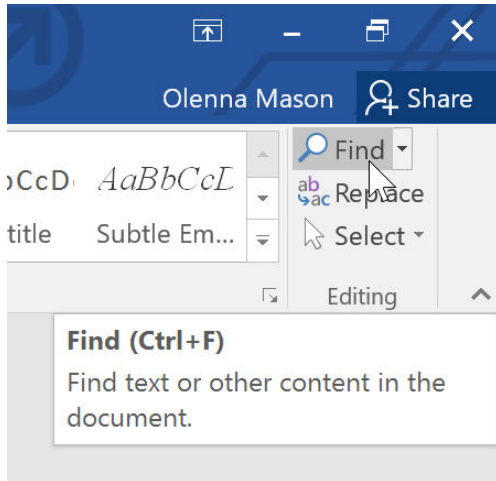 Olenna Mason Share
Find
AaBbCcD
Replace
title Subtle Em... Select
Editing
Find (Ctrl+F)
Find text or other content in the
document.